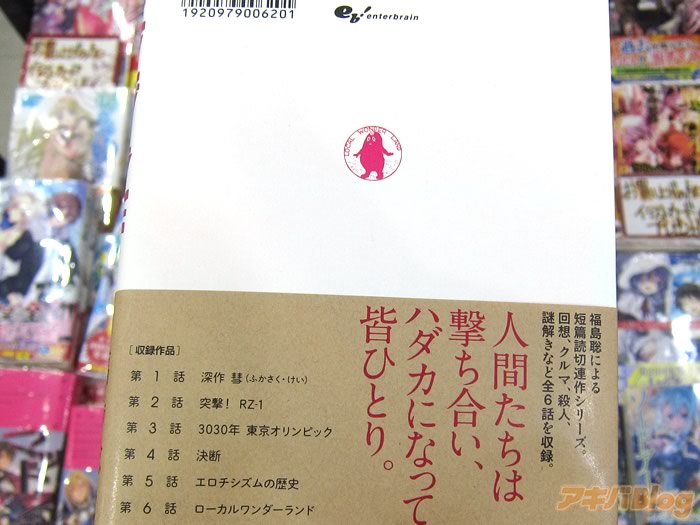 1920979006201
eb! enterbrain
LOCAL WONDER LAND
福島聡による
短篇読切連作シリーズ。
回想、クルマ、殺人、
謎解きなど全6話を収録。
人間たちは
撃ち合い、
ハダカになって
皆ひとり。
[収録作品]
第1話 深作 彗(ふかさく・けい)
第2話 突撃! RZ-1
第3話 3030年 東京オリンピック
第4話 決断
第5話 エロチシズムの歴史
第6話 ローカルワンダーランド
アキバBlog